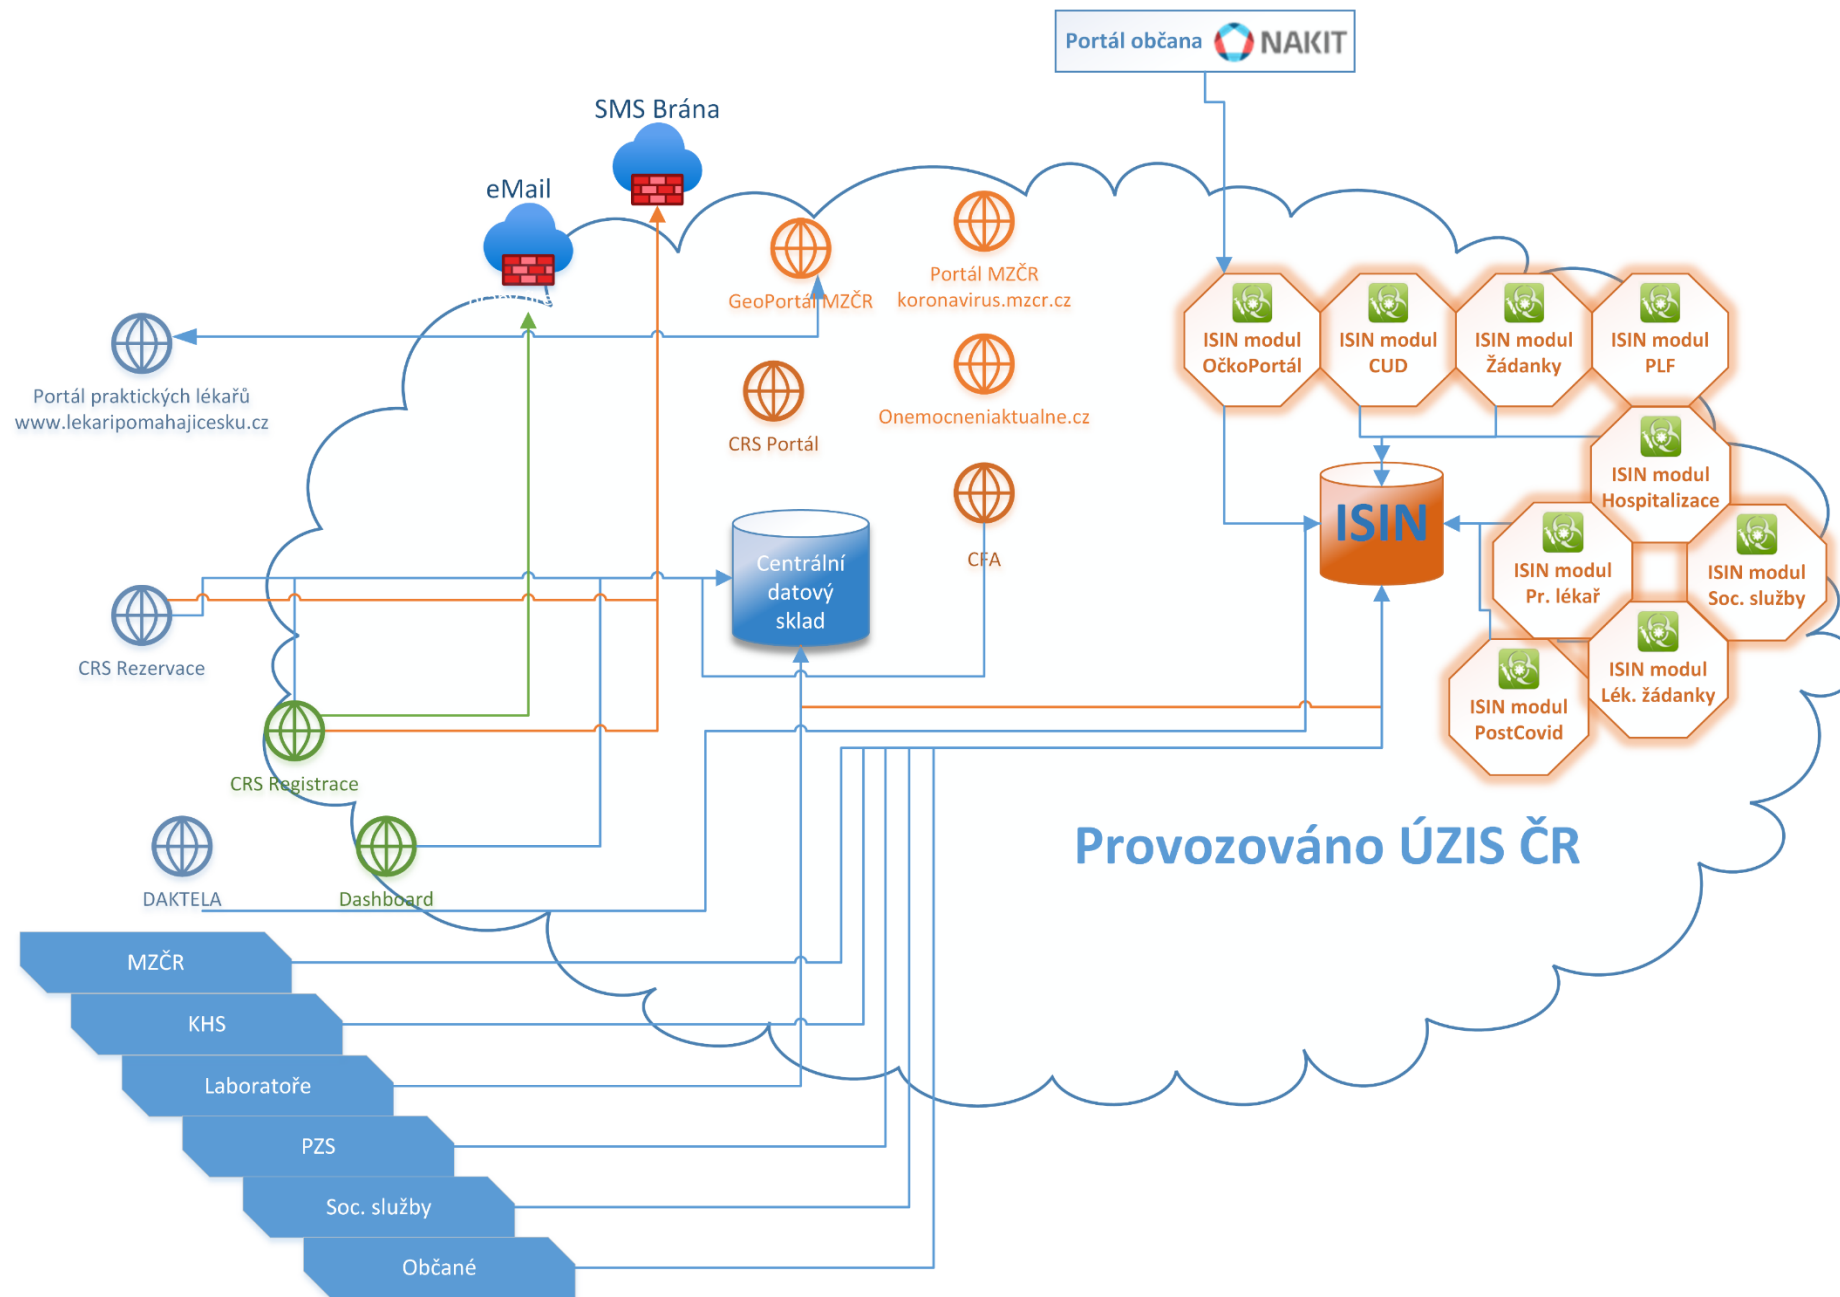 Portál občana
NAKIT
SMS Brána
eMail
GeoPortál MZČR
Portál MZČR
koronavirus.mzcr.cz
Portál praktických lékařů
www.lekaripomahajicesku.cz
CRS Portál
Onemocneniaktualne.cz
CFA
ISIN modul
OčkoPortál
ISIN modul
CUD
ISIN modul
Žádanky
ISIN modul
PLF
ISIN modul
Hospitalizace
ISIN
ISIN modul
Pr. lékař
ISIN modul
Soc. služby
ISIN modul
Lék. žádanky
ISIN modul
PostCovid
Centrální
datový
sklad
CRS Rezervace
CRS Registrace
DAKTELA
Dashboard
Provozováno ÚZIS ČR
MZČR
KHS
Laboratoře
PZS
Soc. služby
Občané